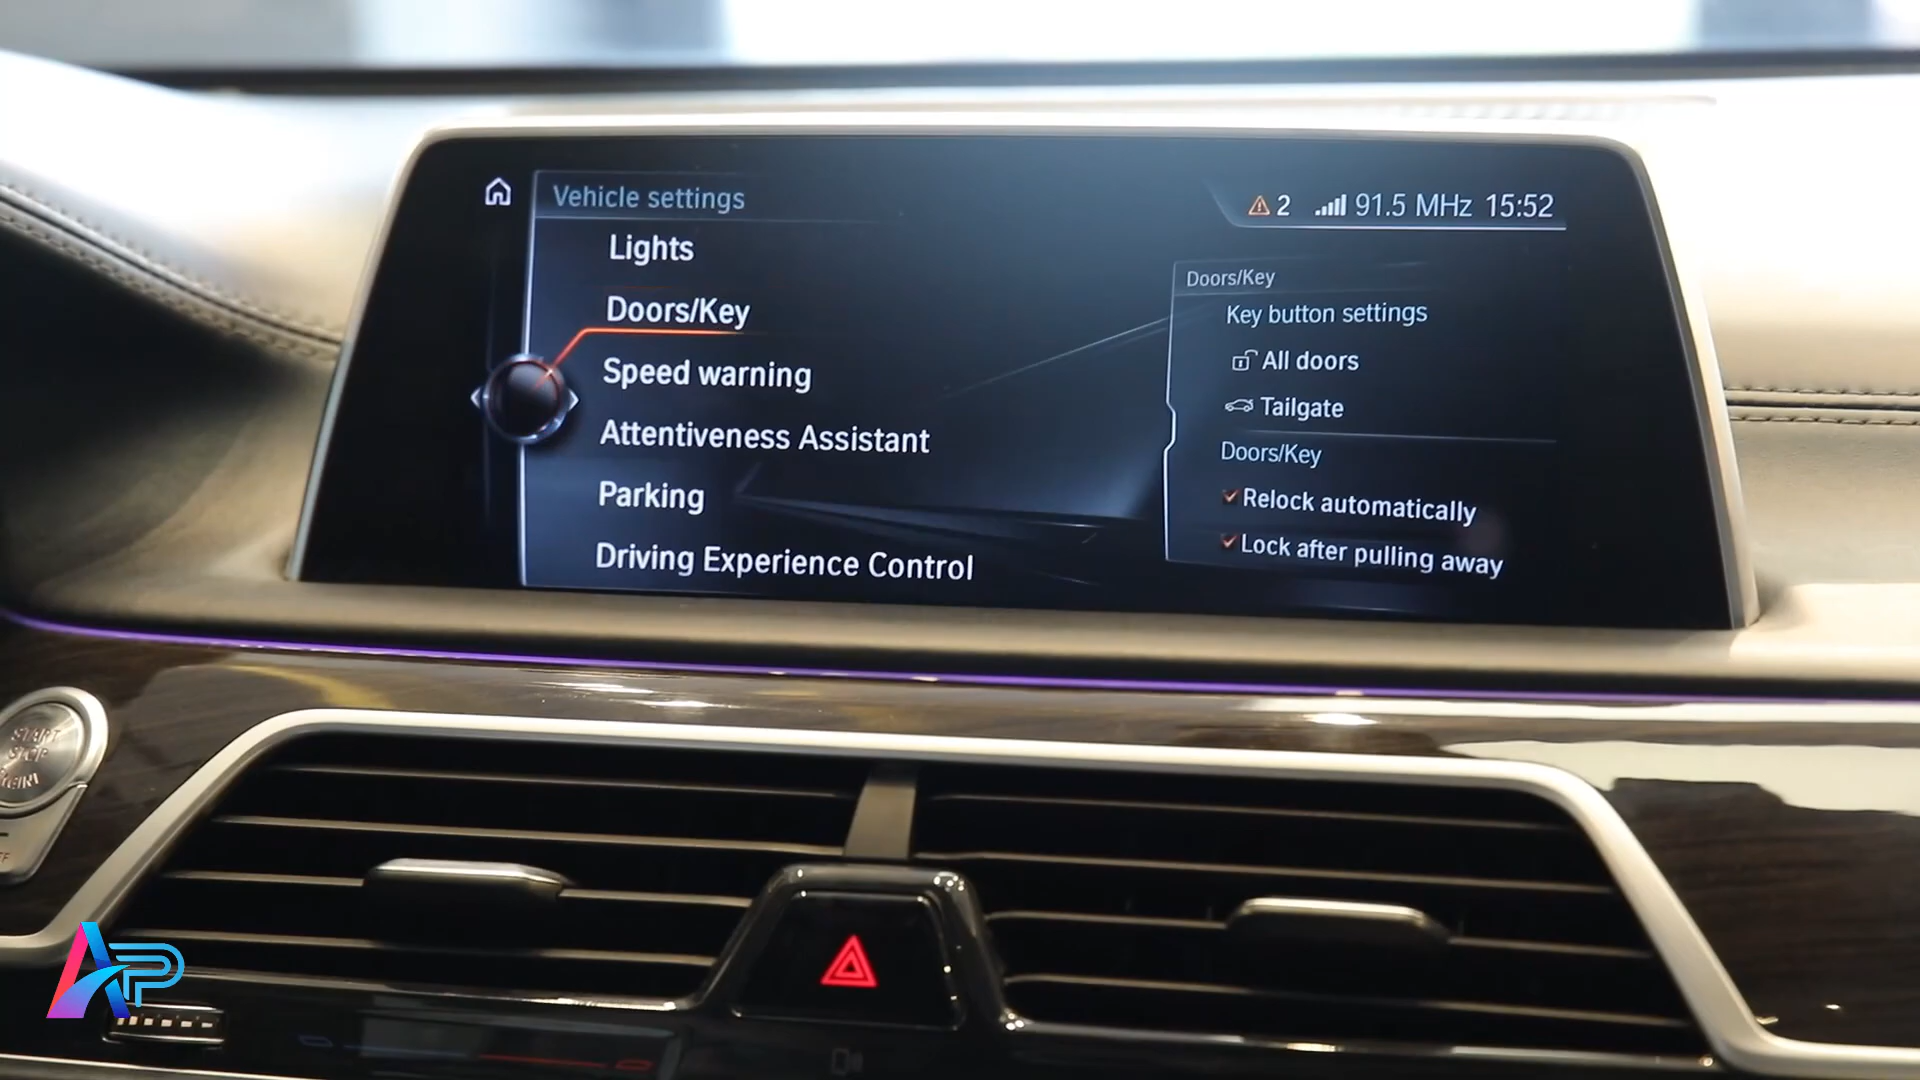 Vehicle settings
2 91.5 MHz 15:52
Lights
Doors/Key
Speed warning
Attentiveness Assistant
Parking
Driving Experience Control
Doors/Key
Key button settings
All doors
Tailgate
Doors/Key
Relock automatically
Lock after pulling away
START
STOP
AP